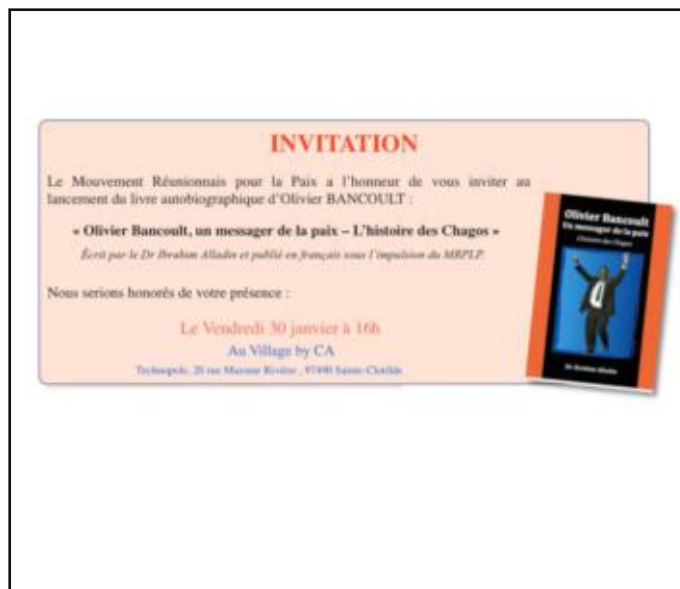 INVITATION
Le Mouvement Réunionnais pour la Paix a l'honneur de vous inviter au
lancement du livre autobiographique d'Olivier BANCOULT :
« Olivier Bancoult, un messager de la paix – L'histoire des Chagos »
Écrit par le Dr Ibrahim Alladin et publié en français sous l'impulsion du MRPLP.
Nous serions honorés de votre présence :
Le Vendredi 30 janvier à 16h
Au Village by CA
Technopole, 20 rue Maxime Rivière , 97490 Sainte-Clotilde
Olivier Bancoult
Un messager de la paix
L'histoire des Chagos
Dr Ibrahim Alladin